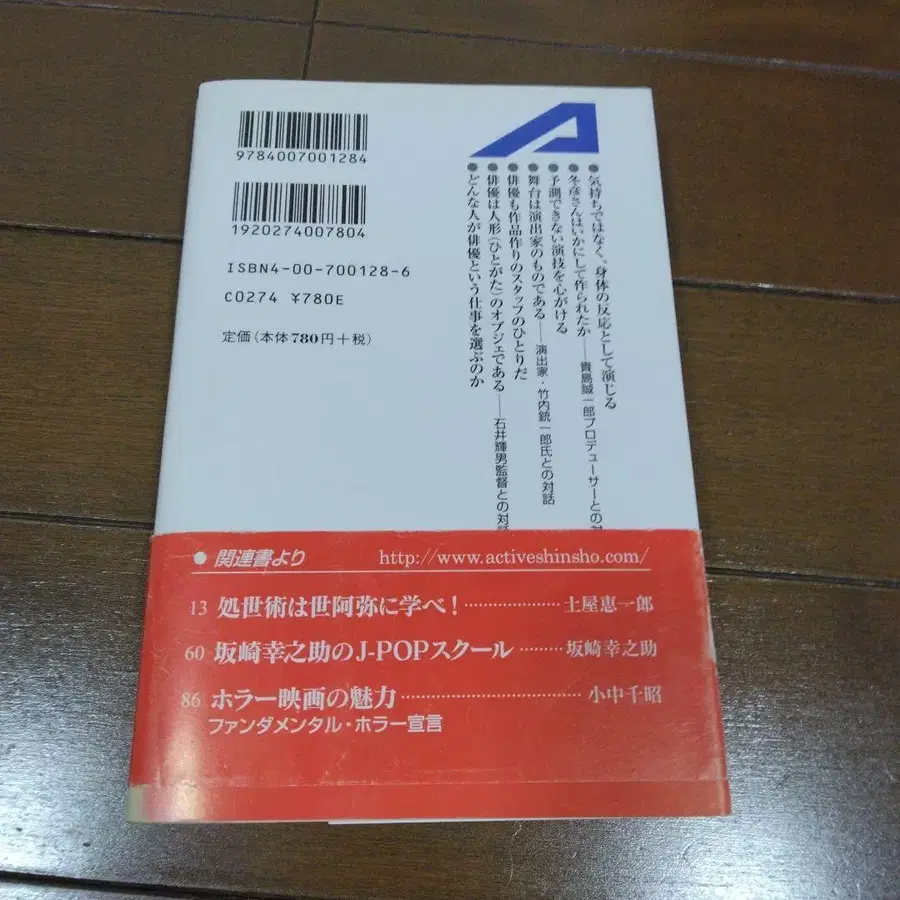 9784007001284
1920274007804
ISBN4-00-700128-6
C0274 ¥780E
定価(本体780円+税)
●気持ちではなく、身体の反応として演じる
●冬彦さんはいかにして作られたか──貴島誠一郎プロデューサーとの対
●予測できない演技を心がける
●舞台は演出家のものである──演出家・竹内銃一郎氏との対話
●俳優も作品作りのスタッフのひとりだ
●俳優は人形(ひとがた)のオブジェである──石井輝男監督との対話
●どんな人が俳優という仕事を選ぶのか
● 関連書より http://www.activeshinsho.com/
13 処世術は世阿弥に学べ!………………土屋恵一郎
60 坂崎幸之助のJ-POPスクール………坂崎幸之助
86 ホラー映画の魅力……………………………小中千昭
ファンダメンタル・ホラー宣言